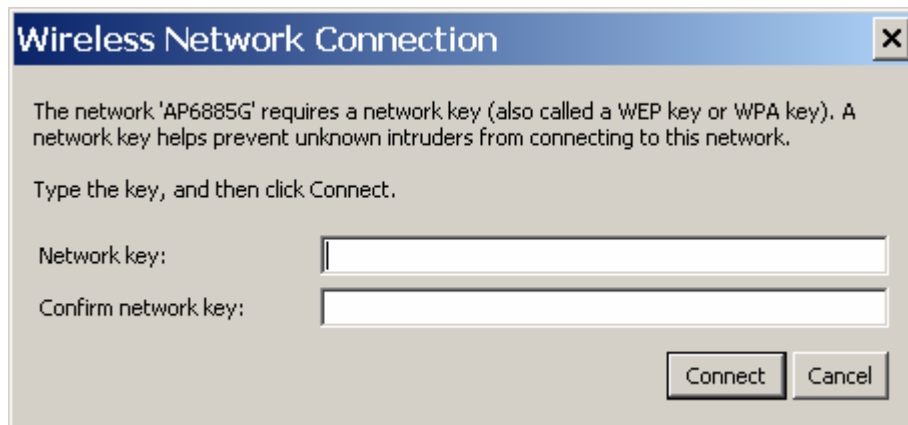 Wireless Network Connection
The network 'AP6885G' requires a network key (also called a WEP key or WPA key). A
network key helps prevent unknown intruders from connecting to this network.
Type the key, and then click Connect.
Network key:
Confirm network key:
Connect Cancel